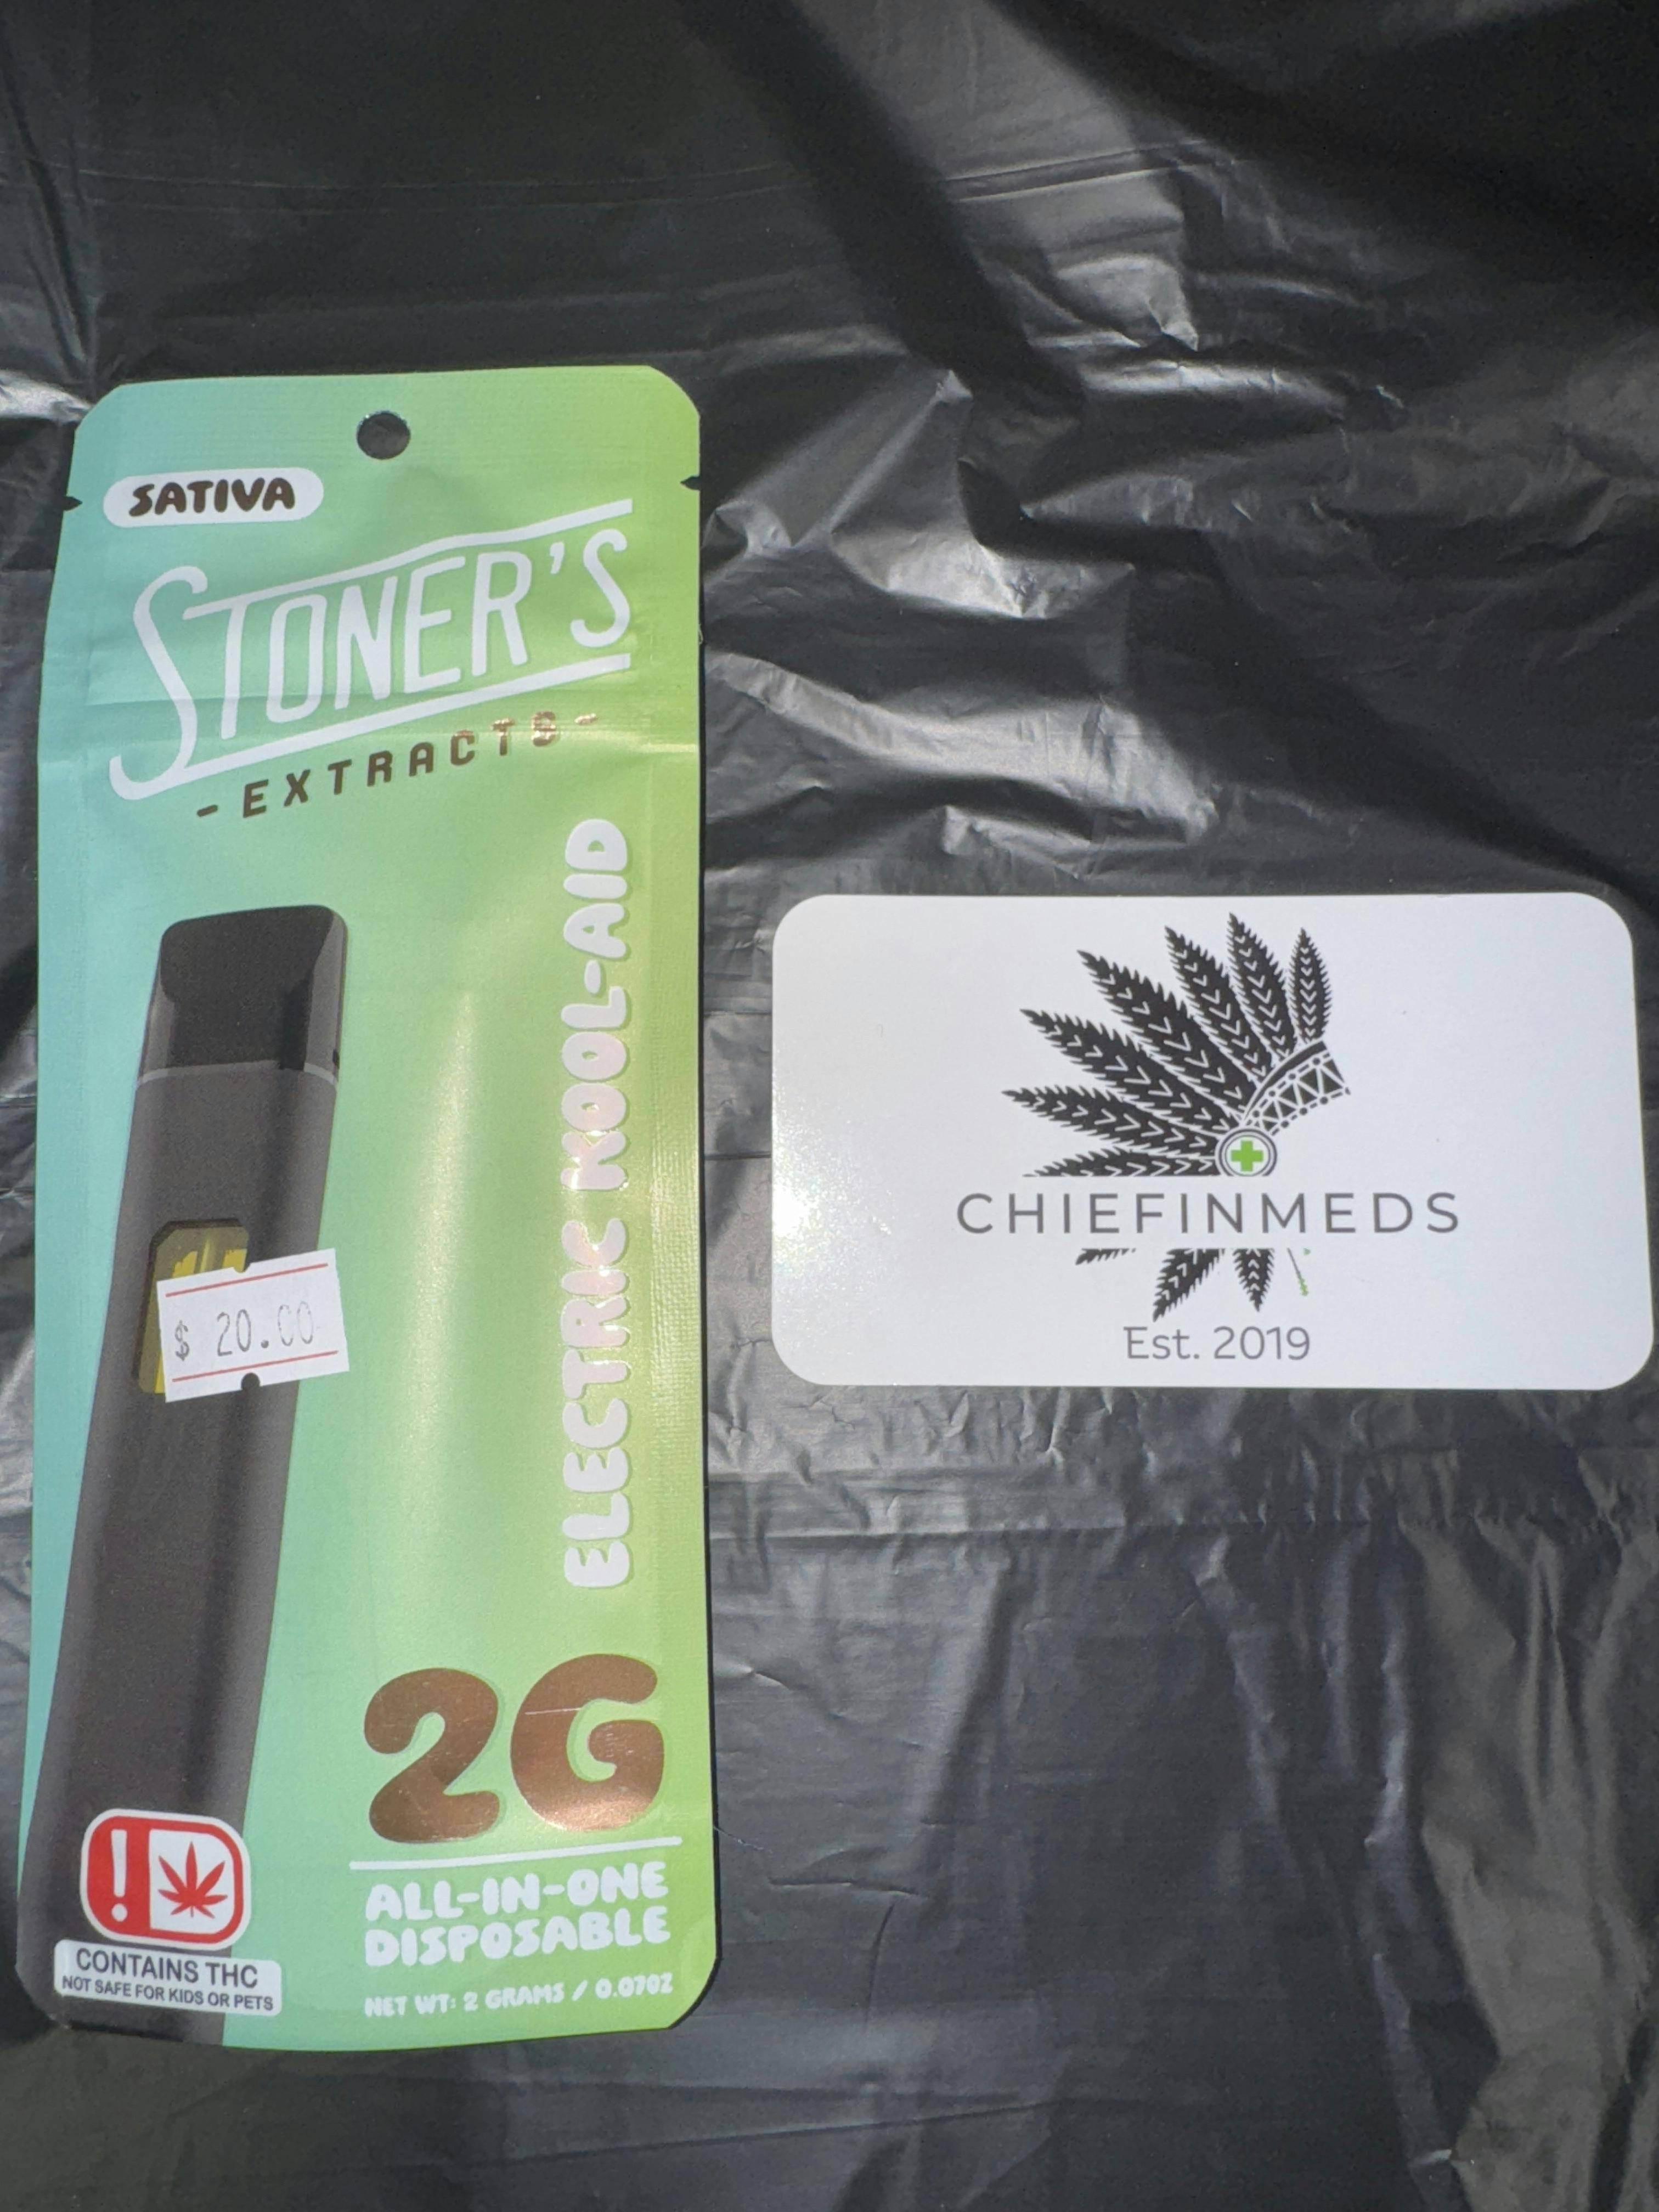 SATIVA
STONER'S
-EXTRACTS-
ELECTRIC KOOL-AID
$ 20.00
2G
ALL-IN-ONE
DISPOSABLE
NET WT: 2 GRAMS / 0.07OZ
!
CONTAINS THC
NOT SAFE FOR KIDS OR PETS
CHIEFINMEDS
Est. 2019